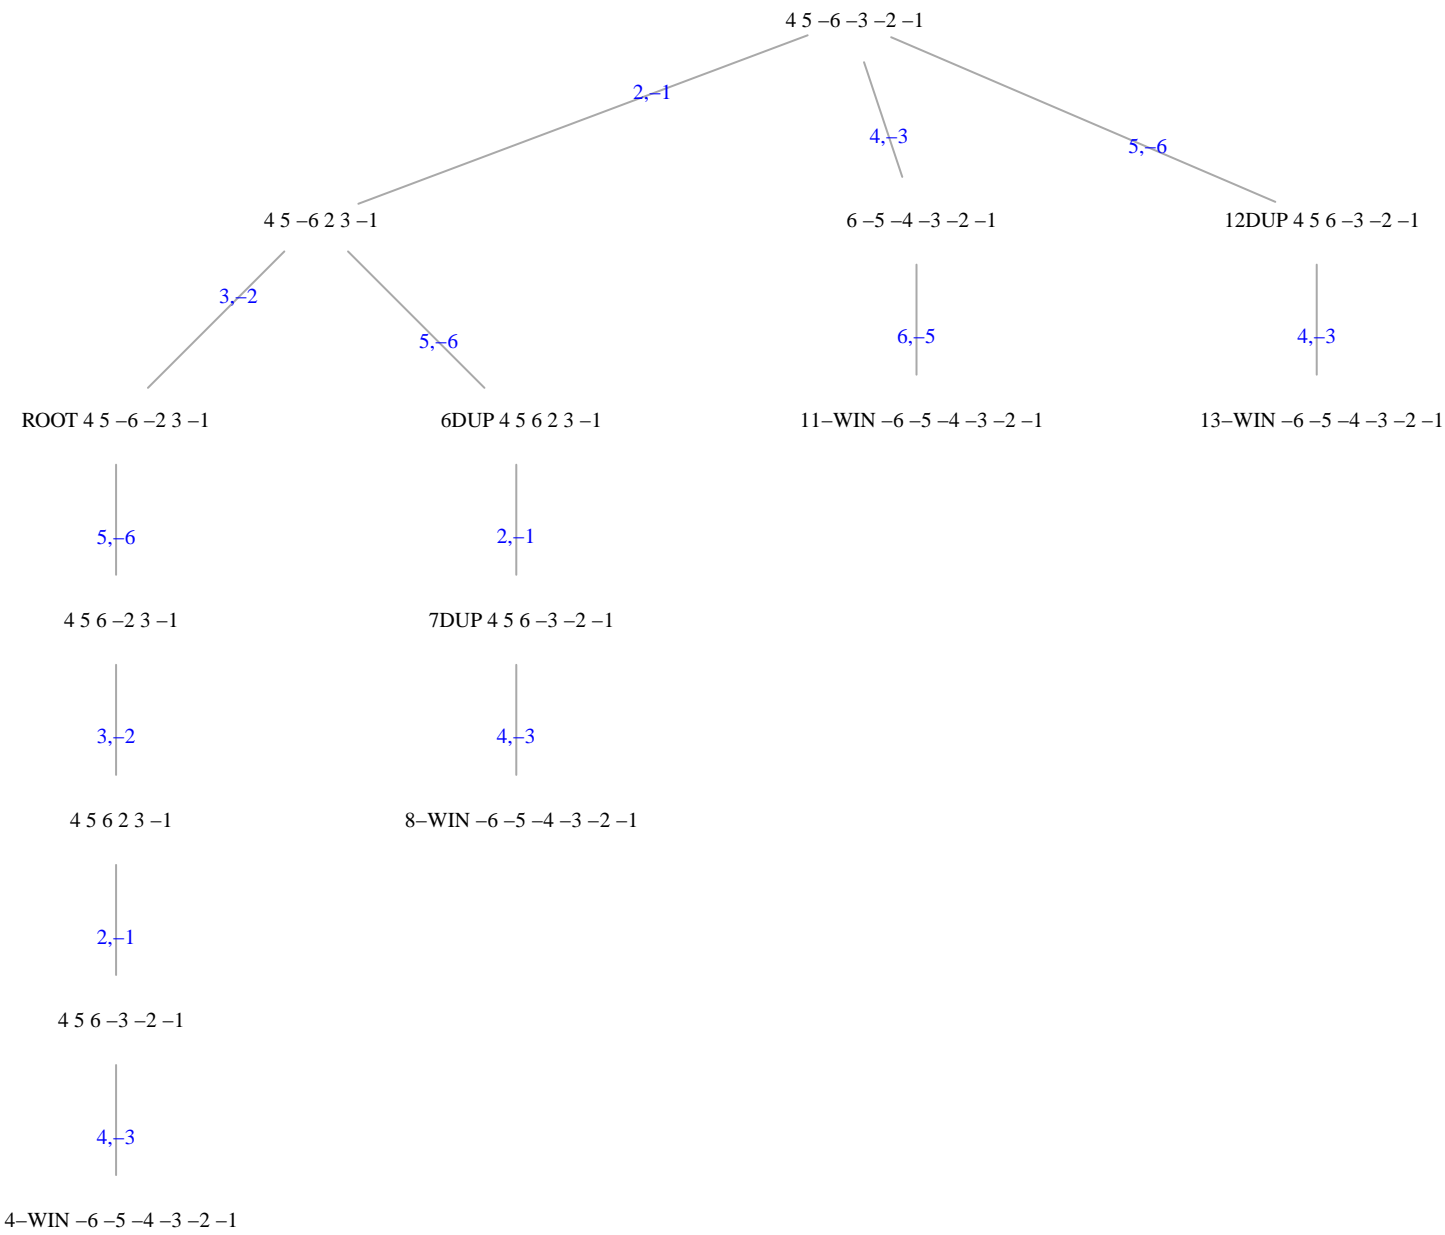 4 5 −6 −3 −2 −1
2,−1
4,−3
5,−6
4 5 −6 2 3 −1
6 −5 −4 −3 −2 −1
12DUP 4 5 6 −3 −2 −1
3,−2
5,−6
6,−5
4,−3
ROOT 4 5 −6 −2 3 −1
6DUP 4 5 6 2 3 −1
11−WIN −6 −5 −4 −3 −2 −1
13−WIN −6 −5 −4 −3 −2 −1
5,−6
2,−1
4 5 6 −2 3 −1
7DUP 4 5 6 −3 −2 −1
3,−2
4,−3
4 5 6 2 3 −1
8−WIN −6 −5 −4 −3 −2 −1
2,−1
4 5 6 −3 −2 −1
4,−3
4−WIN −6 −5 −4 −3 −2 −1